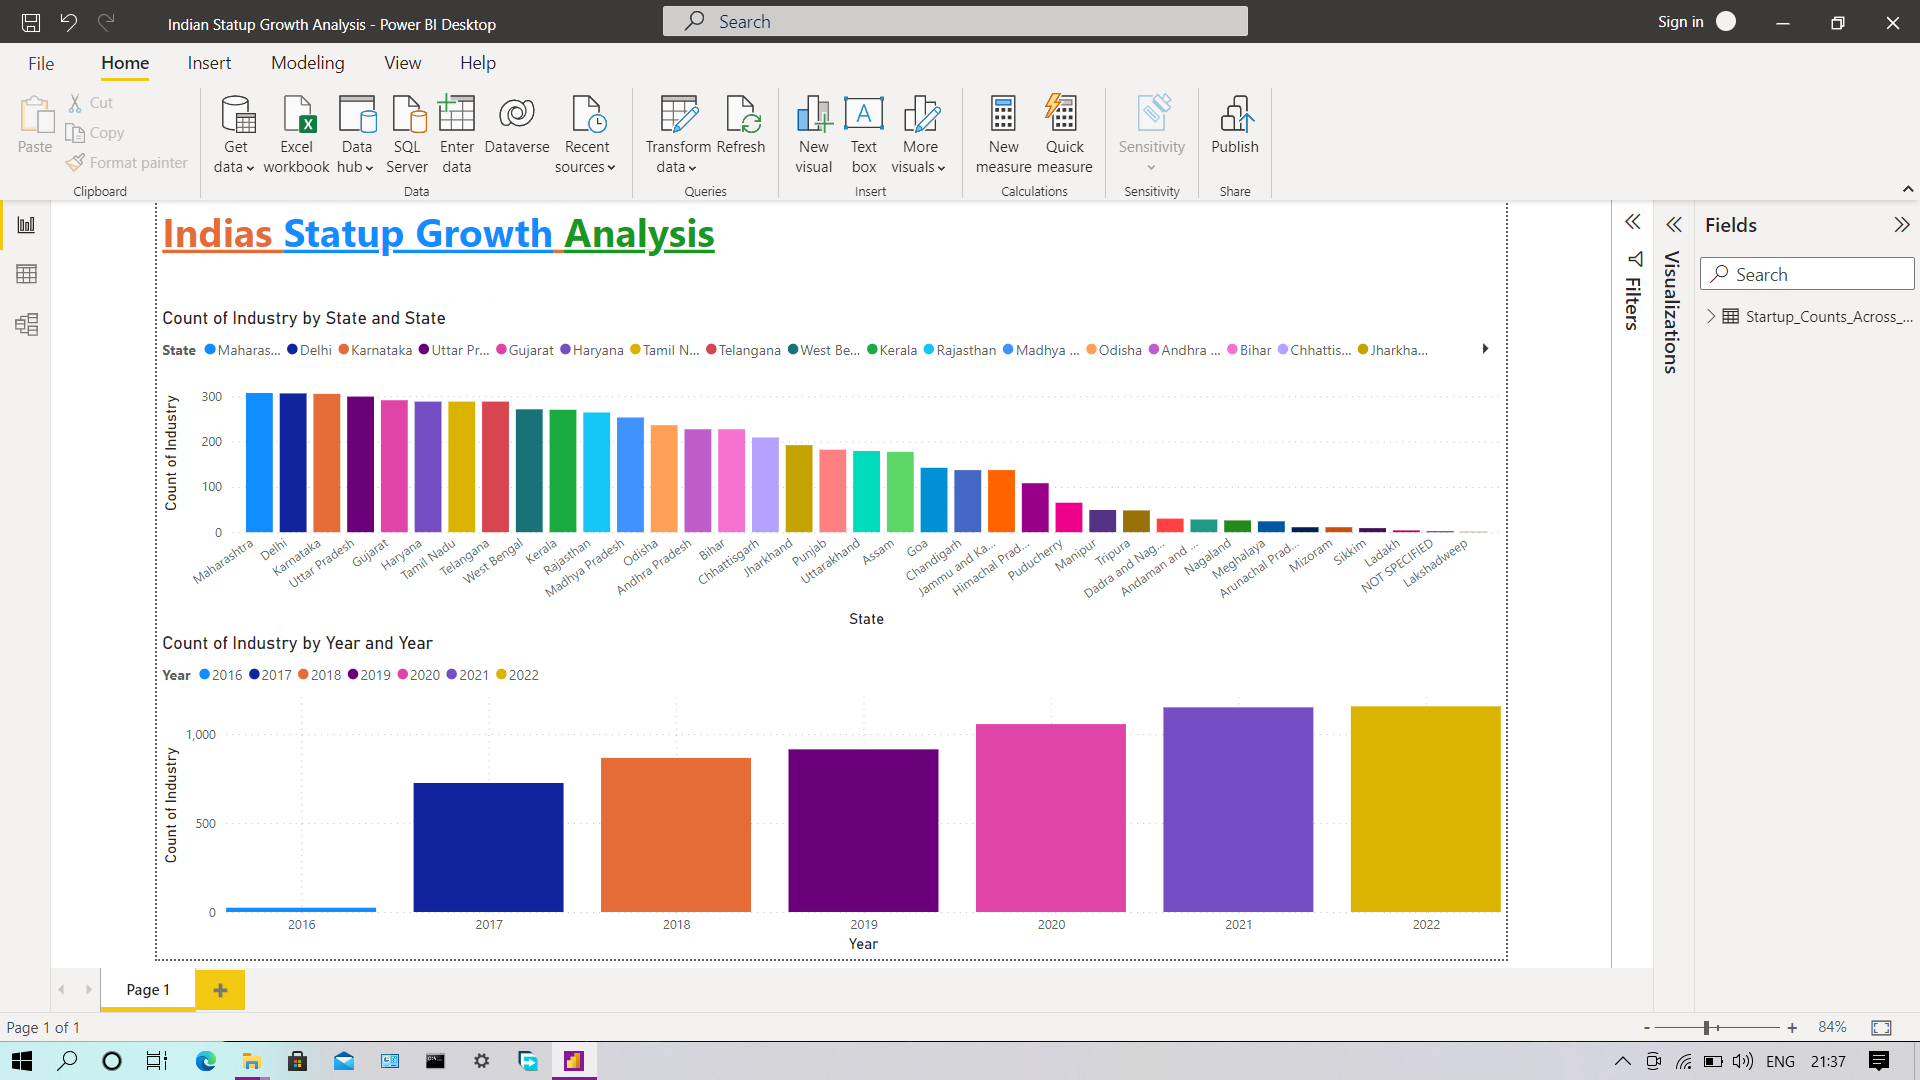 Indian Statup Growth Analysis - Power BI Desktop
Search
Sign in
File Home Insert Modeling View Help
Paste
Cut
Copy
Format painter
Clipboard
Get data
Excel workbook
Data hub
SQL Server
Enter data
Dataverse
Recent sources
Data
Transform data
Refresh
Queries
New visual
Text box
More visuals
Insert
New measure
Quick measure
Calculations
Sensitivity
Sensitivity
Publish
Share
Indias Statup Growth Analysis
Count of Industry by State and State
State Maharas... Delhi Karnataka Uttar Pr... Gujarat Haryana Tamil N... Telangana West Be... Kerala Rajasthan Madhya ... Odisha Andhra ... Bihar Chhattis... Jharkha...
Count of Industry
300
200
100
0
Maharashtra Delhi Karnataka Uttar Pradesh Gujarat Haryana Tamil Nadu Telangana West Bengal Kerala Rajasthan Madhya Pradesh Odisha Andhra Pradesh Bihar Chhattisgarh Jharkhand Punjab Uttarakhand Assam Goa Chandigarh Jammu and Ka... Himachal Prad... Puducherry Manipur Tripura Dadra and Nag... Andaman and ... Nagaland Meghalaya Arunachal Prad... Mizoram Sikkim Ladakh NOT SPECIFIED Lakshadweep
State
Count of Industry by Year and Year
Year 2016 2017 2018 2019 2020 2021 2022
Count of Industry
1,000
500
0
2016 2017 2018 2019 2020 2021 2022
Year
Filters
Visualizations
Fields
Search
Startup_Counts_Across_...
Page 1
Page 1 of 1
- + 84%
ENG 21:37